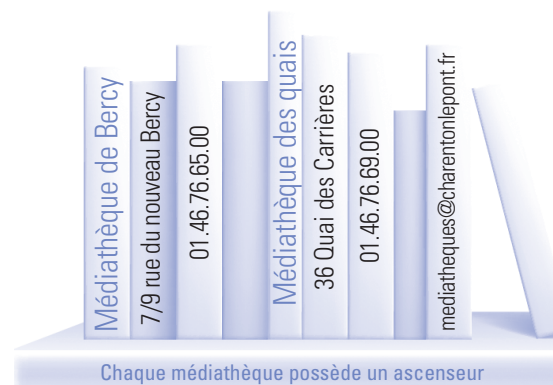 Médiathèque de Bercy
7/9 rue du nouveau Bercy
01.46.76.65.00
Médiathèque des quais
36 Quai des Carrières
01.46.76.69.00
mediatheques@charentonlepont.fr
Chaque médiathèque possède un ascenseur